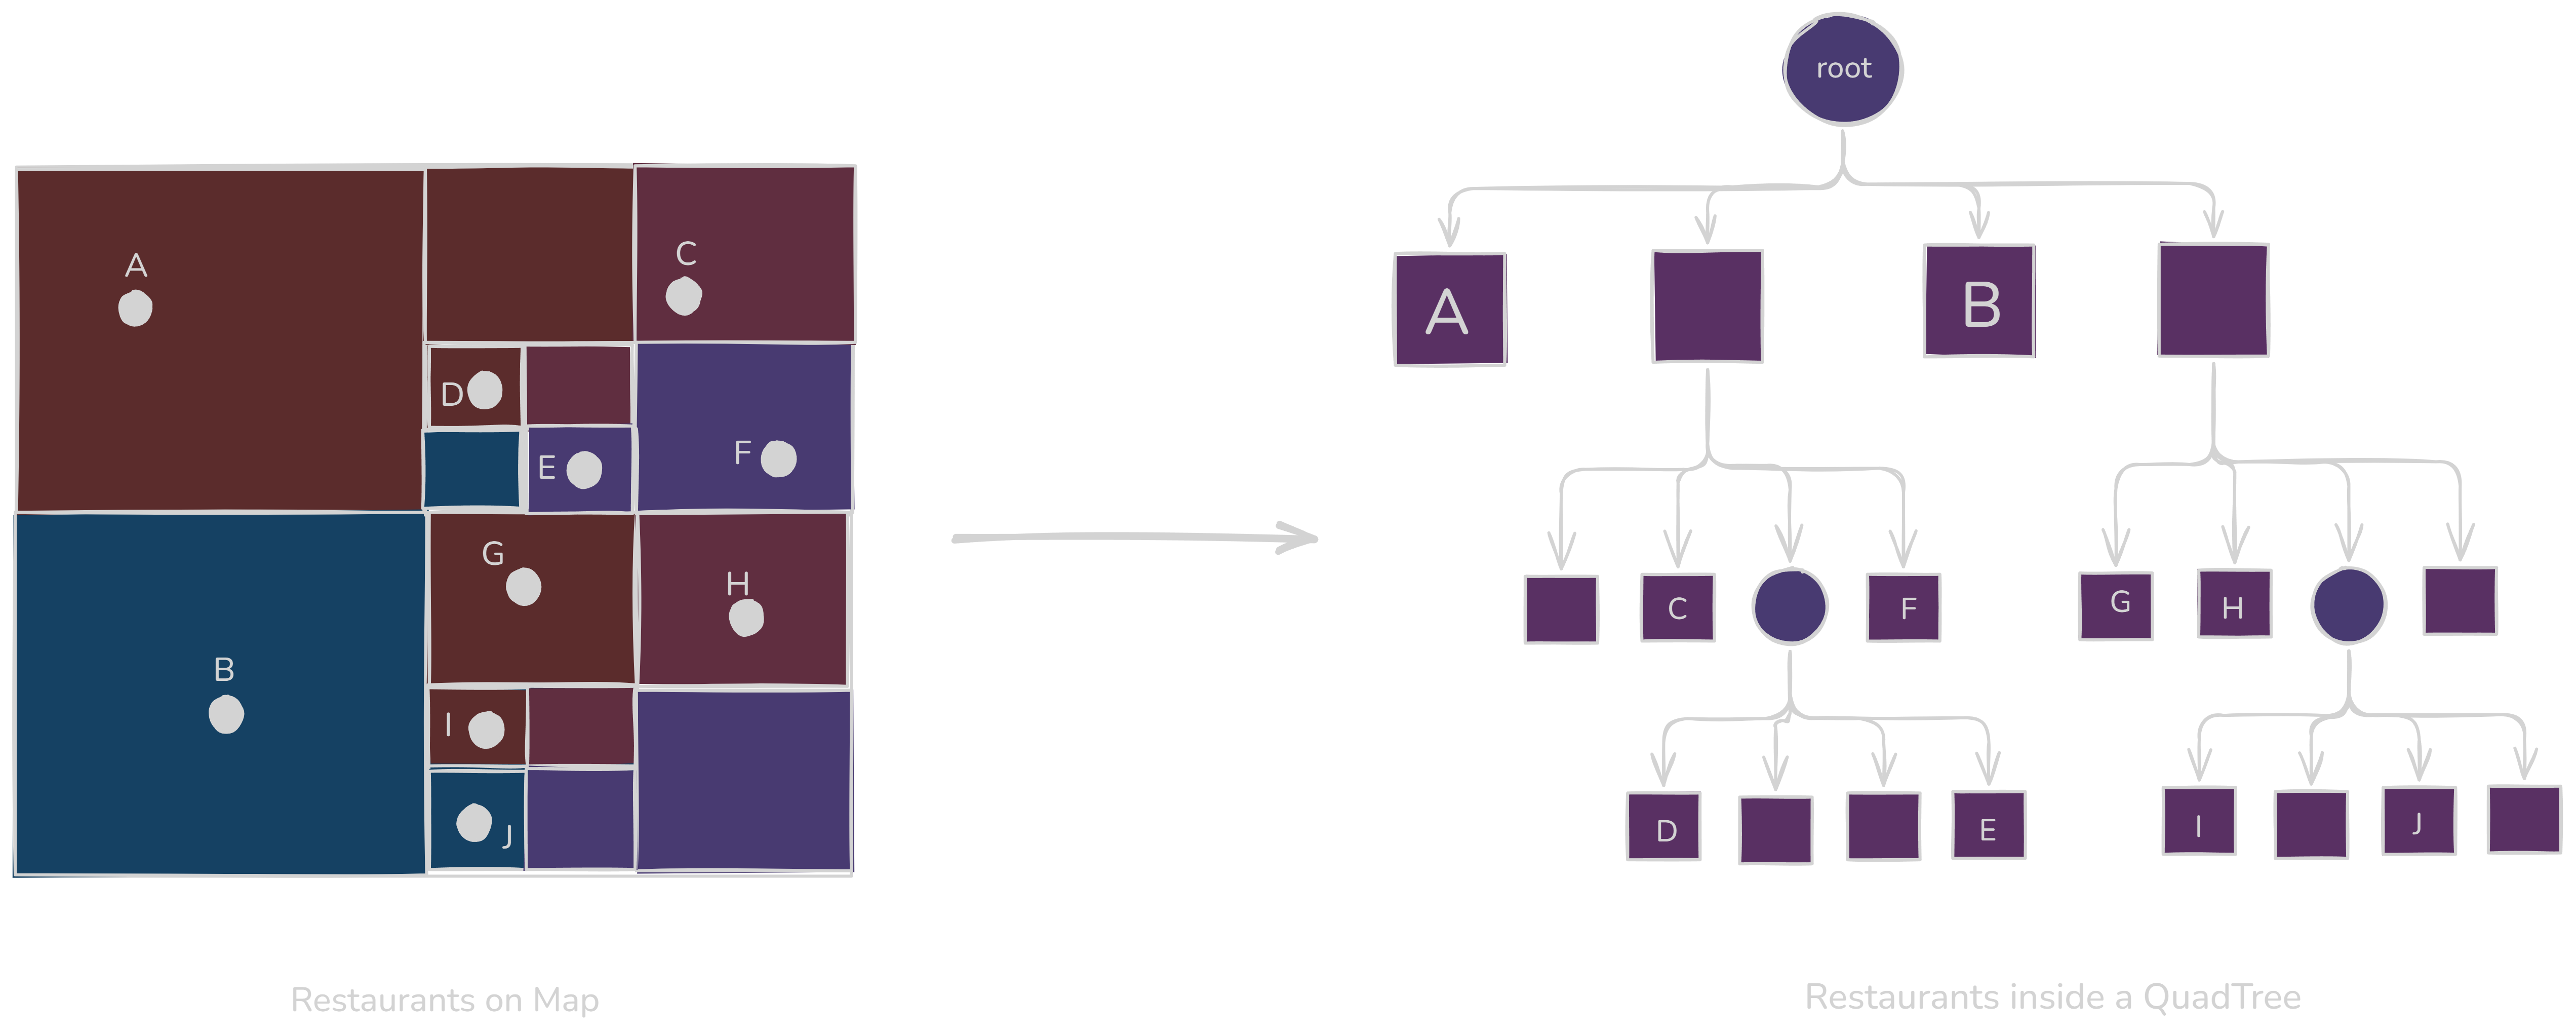 A
C
D
E
F
G
H
B
I
J
Restaurants on Map
root
A
B
C
F
G
H
D
E
I
J
Restaurants inside a QuadTree